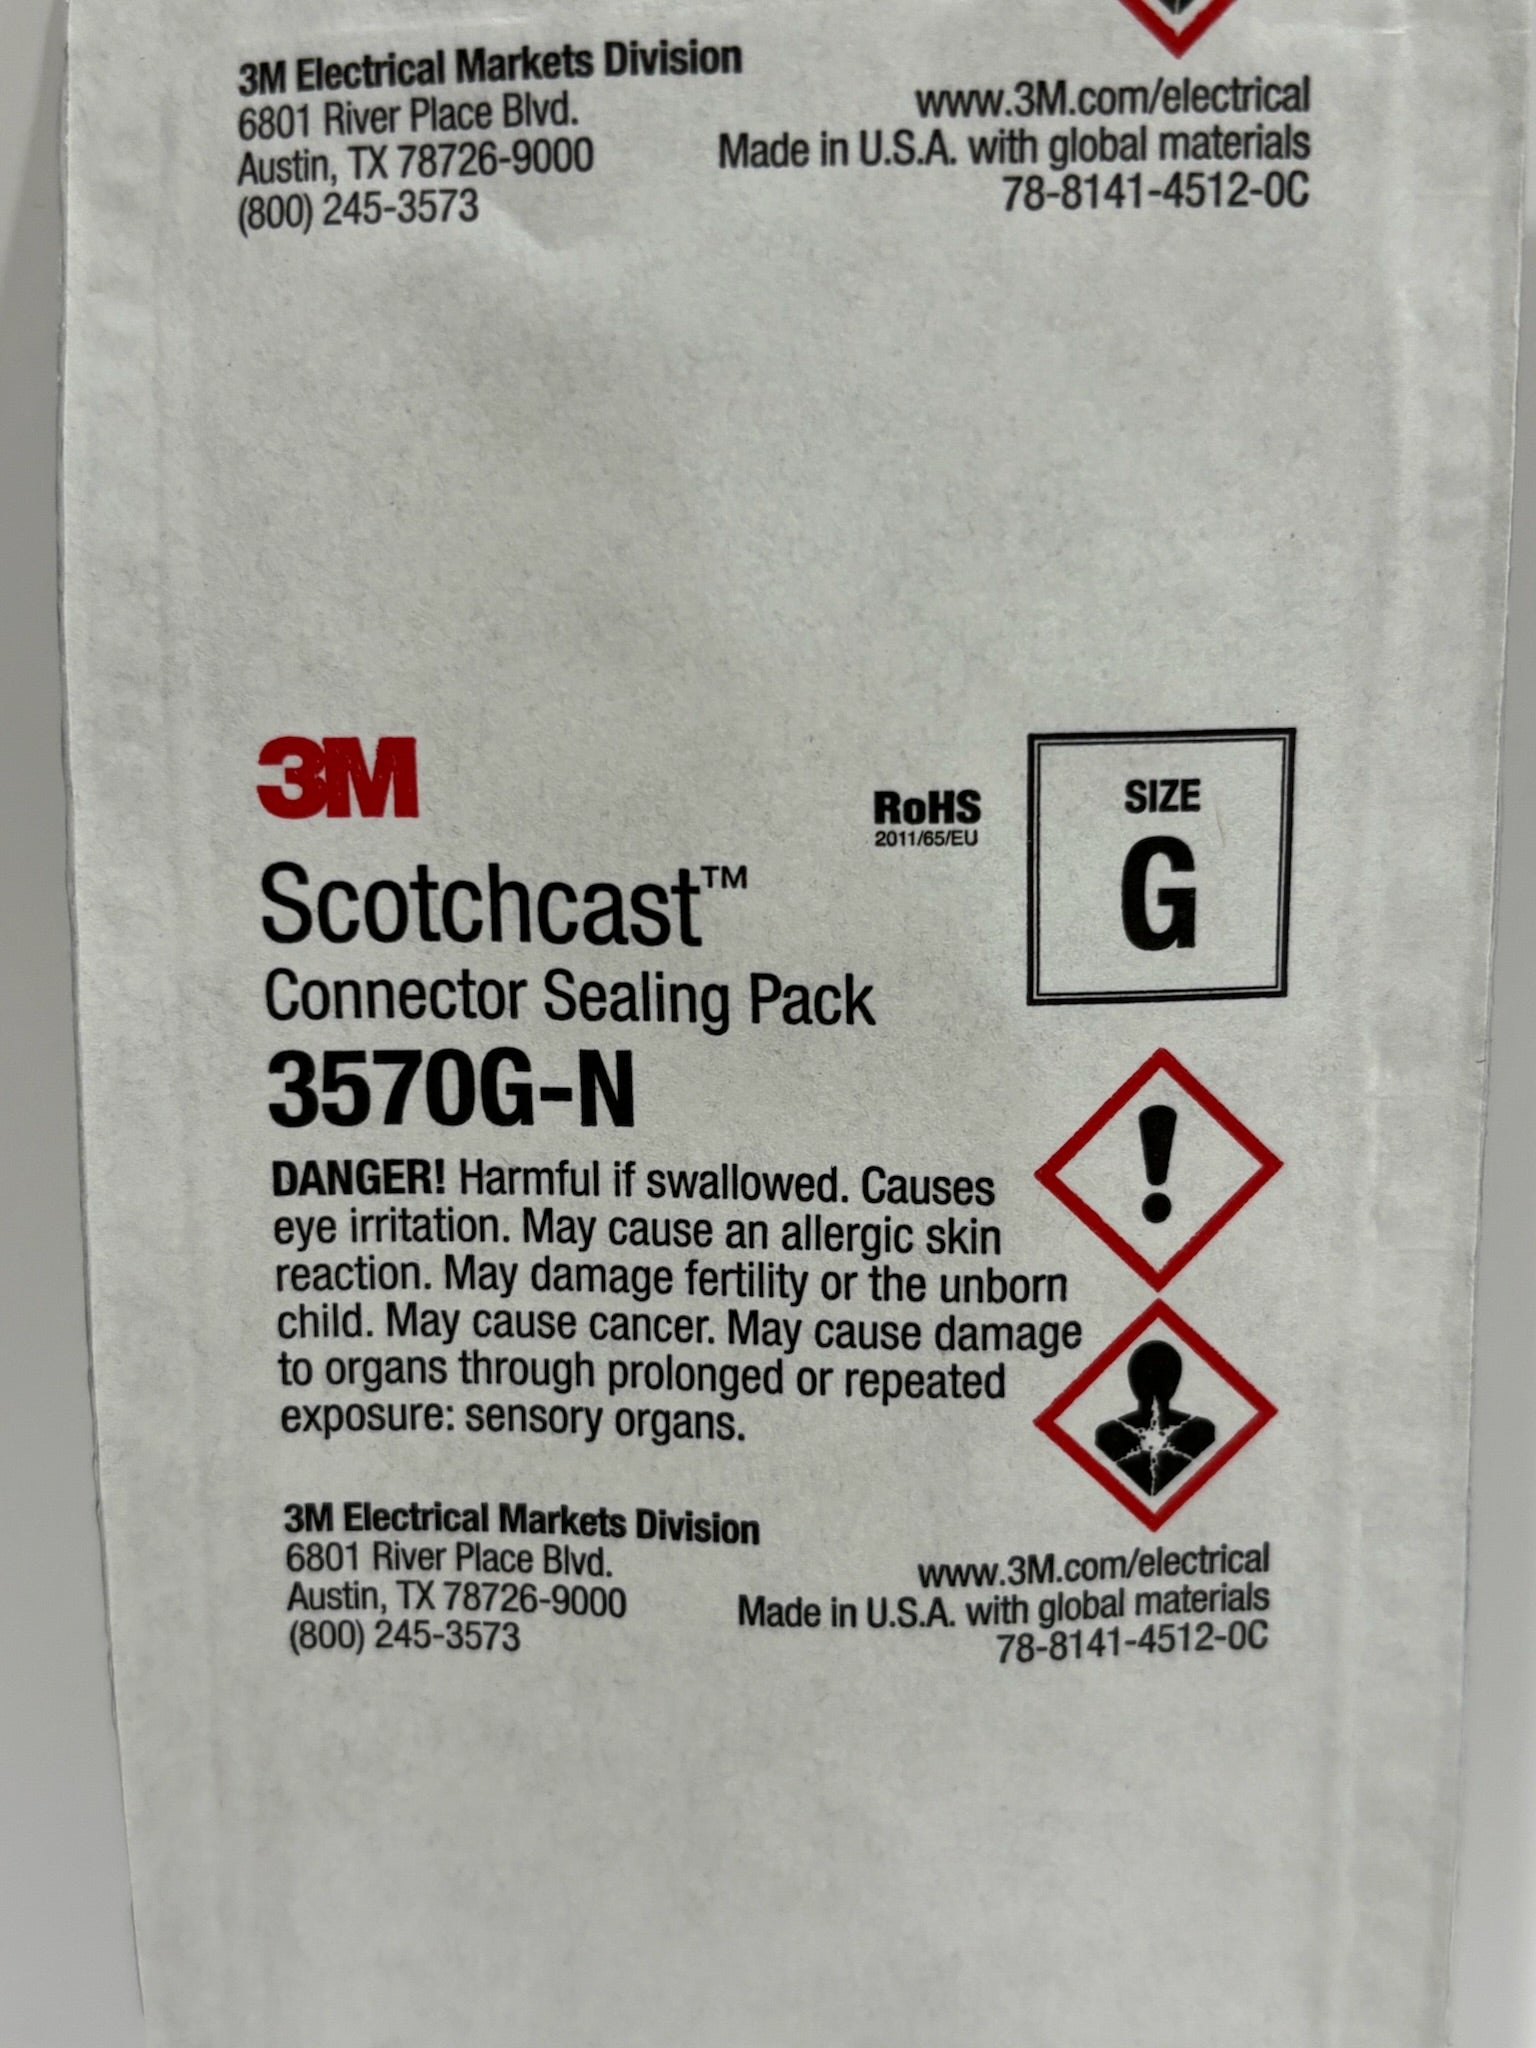 3M Electrical Markets Division
6801 River Place Blvd.
Austin, TX 78726-9000
(800) 245-3573
www.3M.com/electrical
Made in U.S.A. with global materials
78-8141-4512-0C
3M
RoHS
2011/65/EU
SIZE
G
Scotchcast™
Connector Sealing Pack
3570G-N
DANGER! Harmful if swallowed. Causes
eye irritation. May cause an allergic skin
reaction. May damage fertility or the unborn
child. May cause cancer. May cause damage
to organs through prolonged or repeated
exposure: sensory organs.
3M Electrical Markets Division
6801 River Place Blvd.
Austin, TX 78726-9000
(800) 245-3573
www.3M.com/electrical
Made in U.S.A. with global materials
78-8141-4512-0C